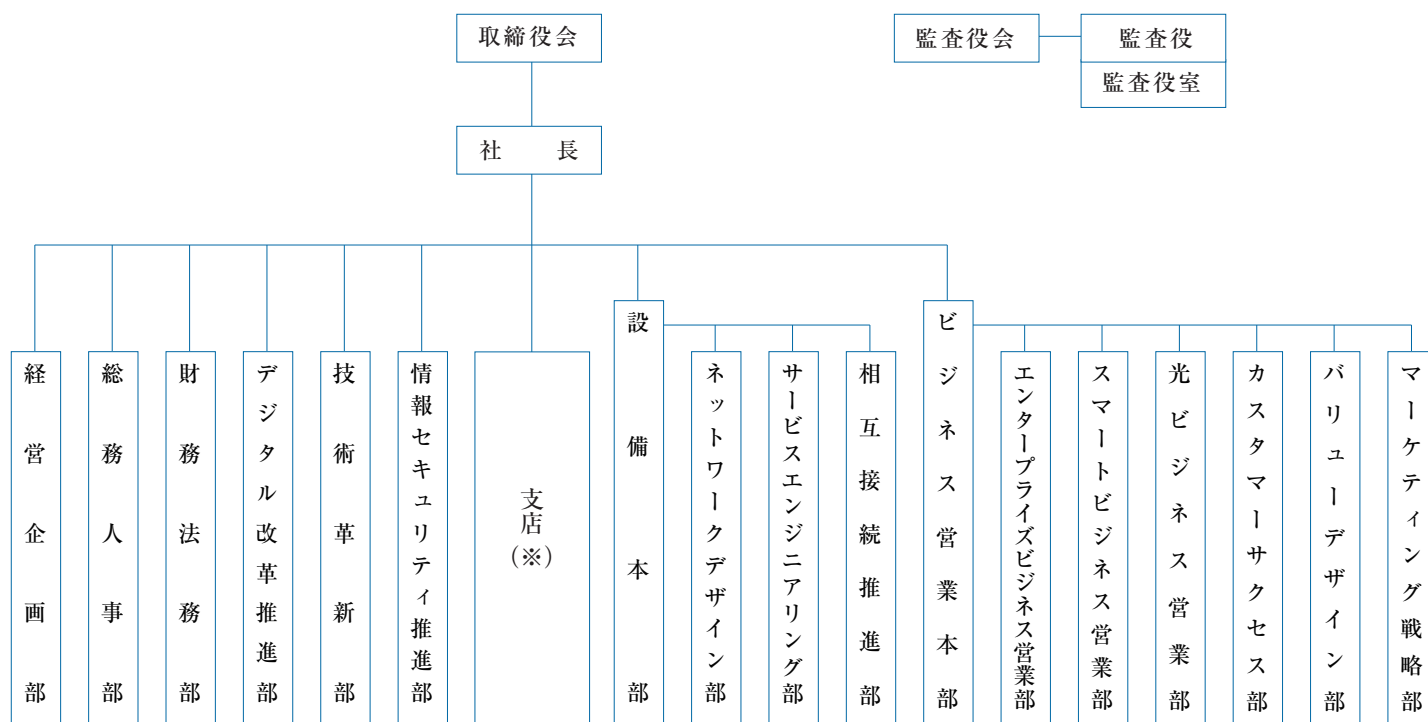 取締役会
監査役会
監査役
監査役室
社長
経営企画部
総務人事部
財務法務部
デジタル改革推進部
技術革新部
情報セキュリティ推進部
支店
(※)
設備本部
ネットワークデザイン部
サービスエンジニアリング部
相互接続推進部
ビジネス営業本部
エンタープライズビジネス営業部
スマートビジネス営業部
光ビジネス営業部
カスタマーサクセス部
バリューデザイン部
マーケティング戦略部